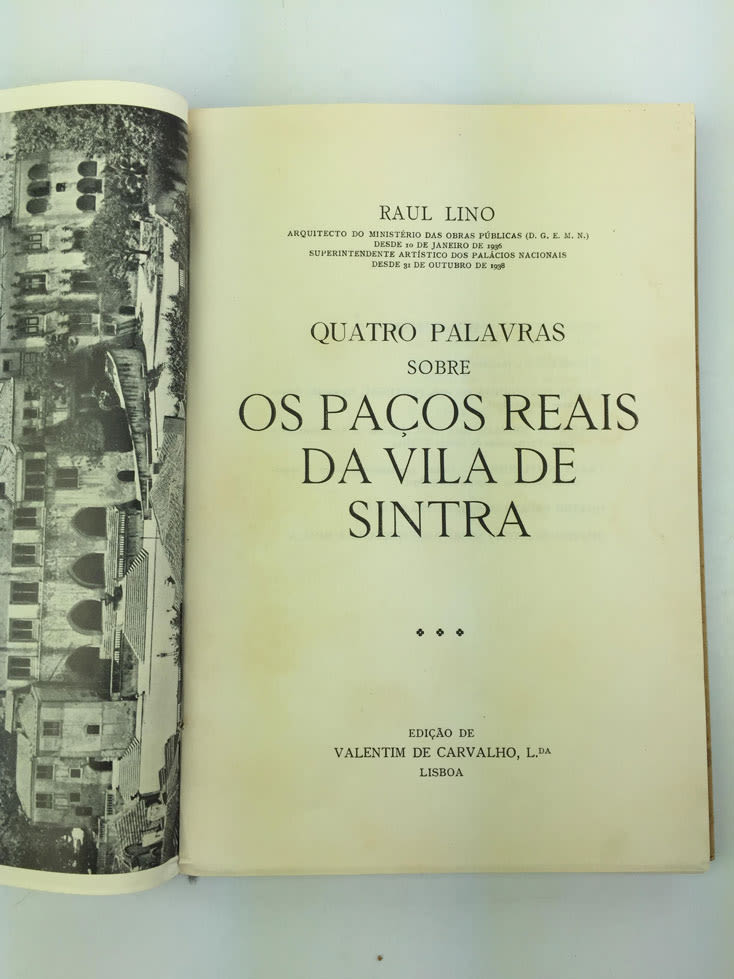 RAUL LINO
ARQUITECTO DO MINISTÉRIO DAS OBRAS PÚBLICAS (D. G. E. M. N.)
DESDE 10 DE JANEIRO DE 1936
SUPERINTENDENTE ARTÍSTICO DOS PALÁCIOS NACIONAIS
DESDE 31 DE OUTUBRO DE 1938
QUATRO PALAVRAS
SOBRE
OS PAÇOS REAIS
DA VILA DE
SINTRA
EDIÇÃO DE
VALENTIM DE CARVALHO, L.DA
LISBOA